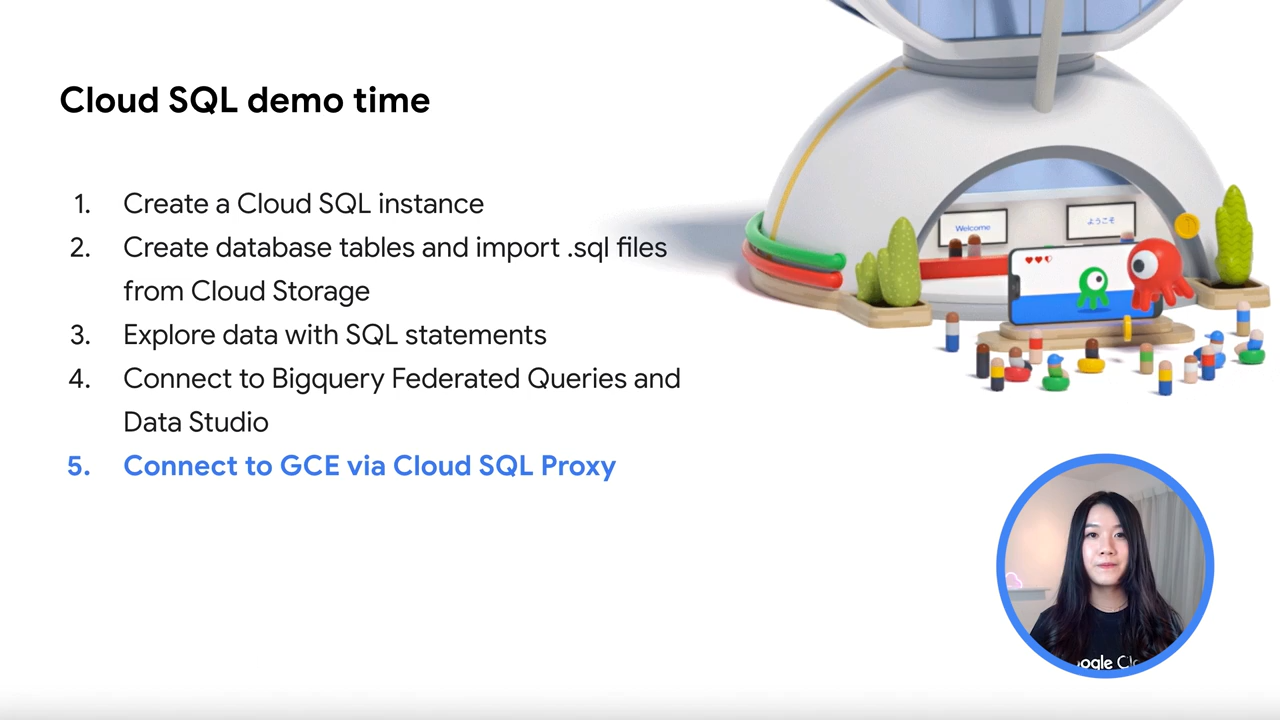 Cloud SQL demo time
1. Create a Cloud SQL instance
2. Create database tables and import .sql files
from Cloud Storage
3. Explore data with SQL statements
4. Connect to Bigquery Federated Queries and
Data Studio
5. Connect to GCE via Cloud SQL Proxy
Welcome
ようこそ
oogle Clo